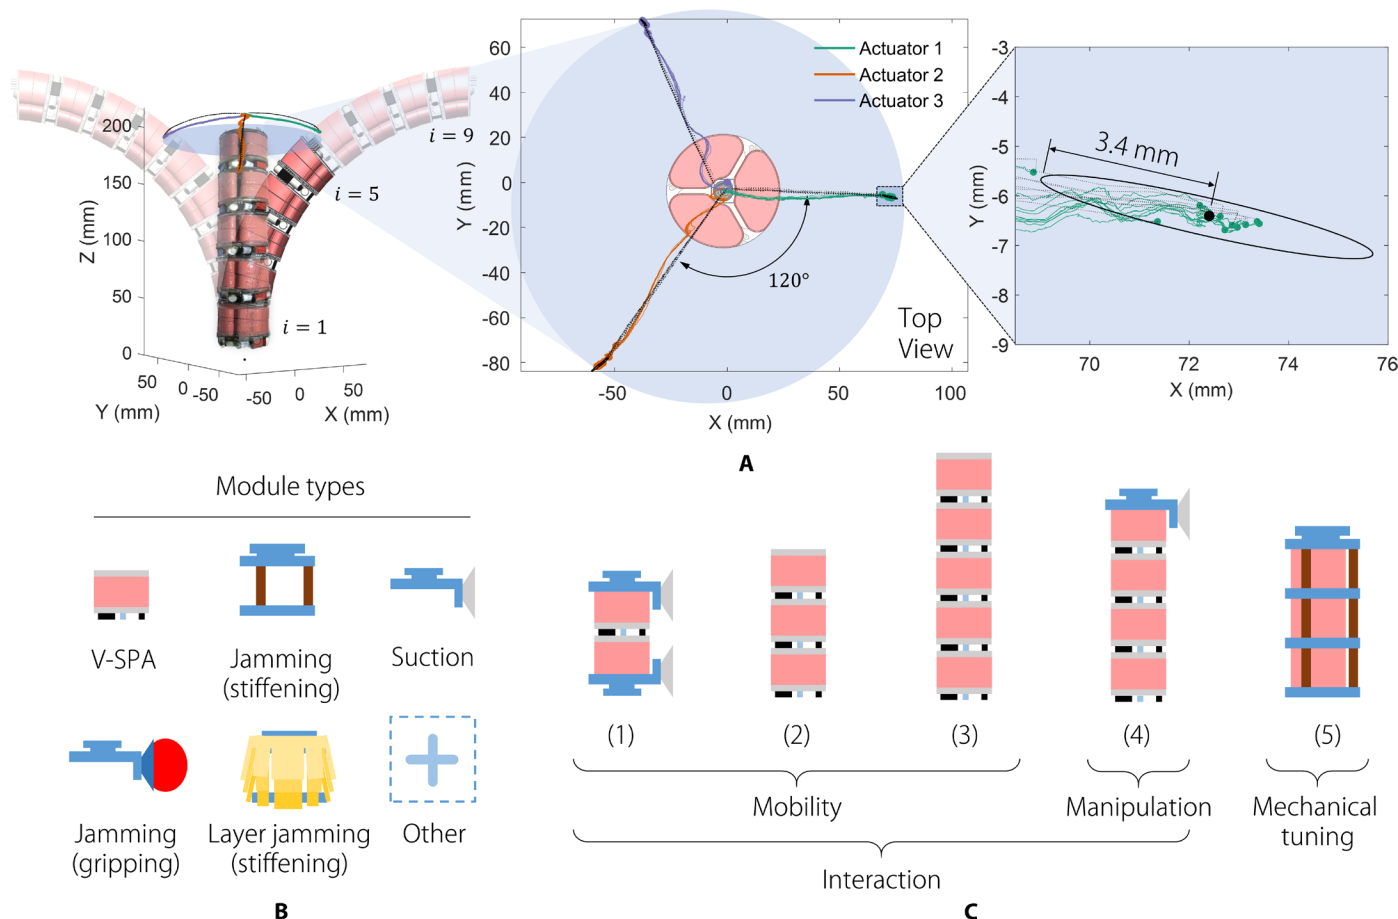 200
150
100
50
0
Z (mm)
50
0
-50
Y (mm)
-50
0
50
X (mm)
i = 9
i = 5
i = 1
60
40
20
0
-20
-40
-60
-80
Y (mm)
-50
0
50
100
X (mm)
Actuator 1
Actuator 2
Actuator 3
120°
Top
View
-3
-4
-5
-6
-7
-8
-9
Y (mm)
3.4 mm
70
72
74
76
X (mm)
A
Module types
V-SPA
Jamming
(stiffening)
Suction
Jamming
(gripping)
Layer jamming
(stiffening)
Other
B
(1)
(2)
(3)
(4)
(5)
Mobility
Manipulation
Mechanical
tuning
Interaction
C